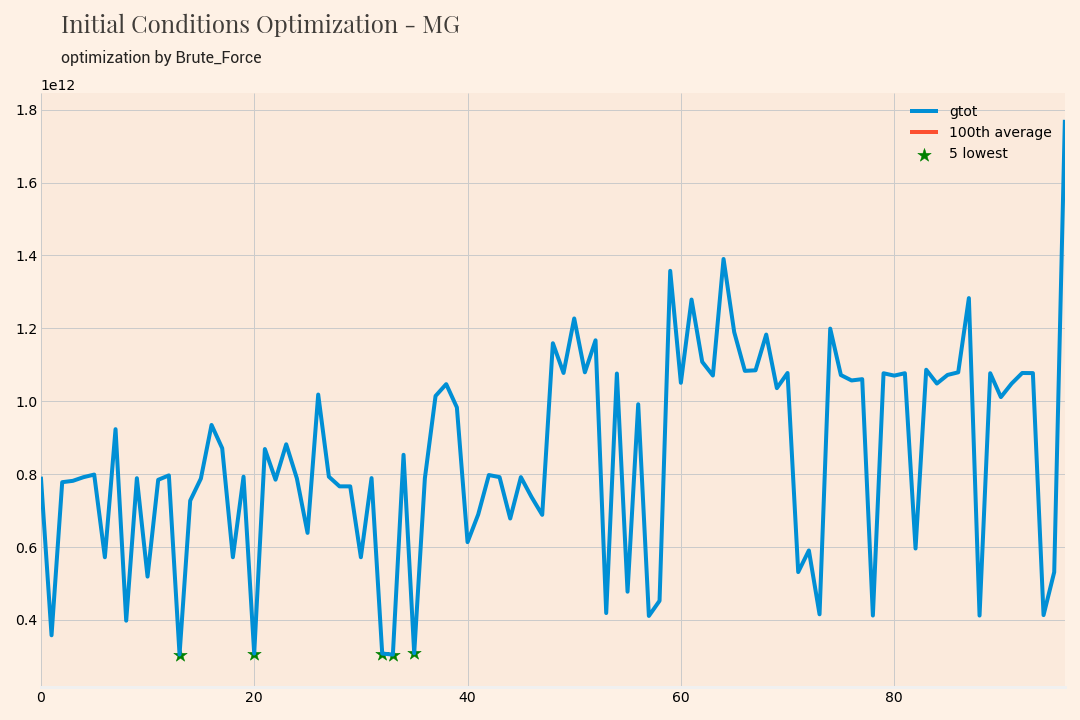 Initial Conditions Optimization - MG
optimization by Brute_Force
1e12
1.8
1.6
1.4
1.2
1.0
0.8
0.6
0.4
0
20
40
60
80
gtot
100th average
5 lowest